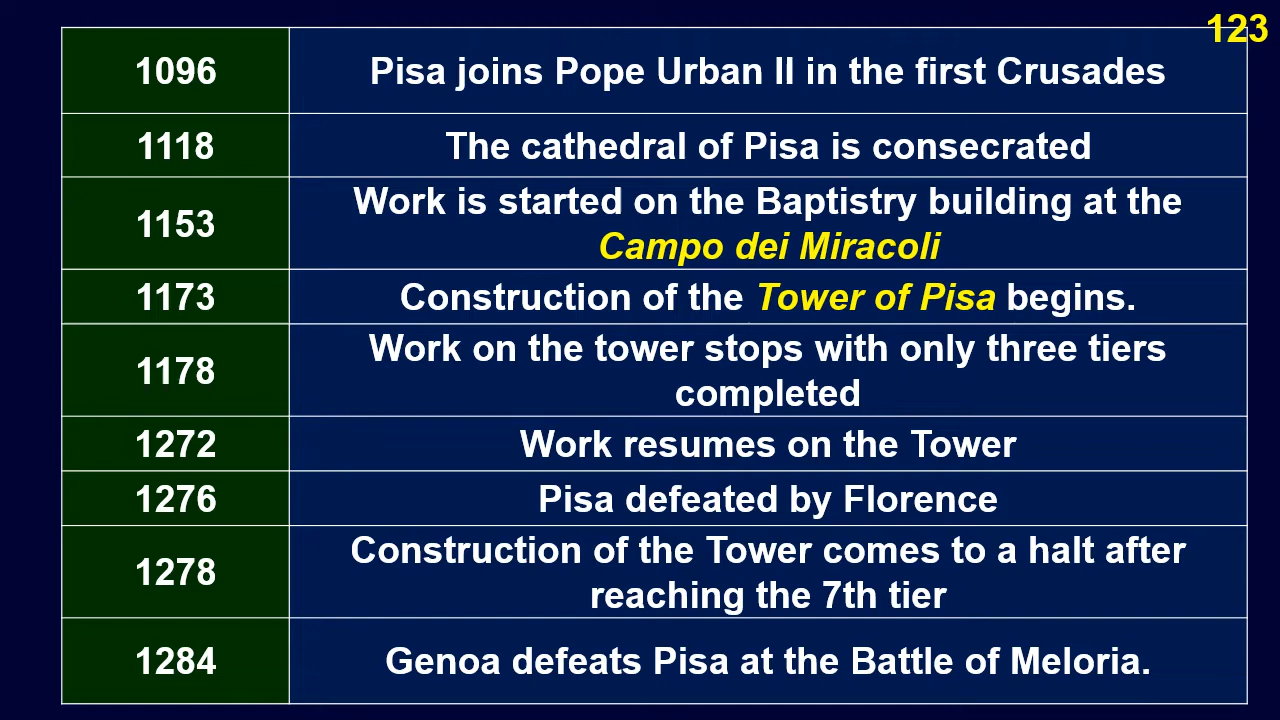 123
1096
Pisa joins Pope Urban II in the first Crusades
1118
The cathedral of Pisa is consecrated
1153
Work is started on the Baptistry building at the
Campo dei Miracoli
1173
Construction of the Tower of Pisa begins.
1178
Work on the tower stops with only three tiers
completed
1272
Work resumes on the Tower
1276
Pisa defeated by Florence
1278
Construction of the Tower comes to a halt after
reaching the 7th tier
1284
Genoa defeats Pisa at the Battle of Meloria.